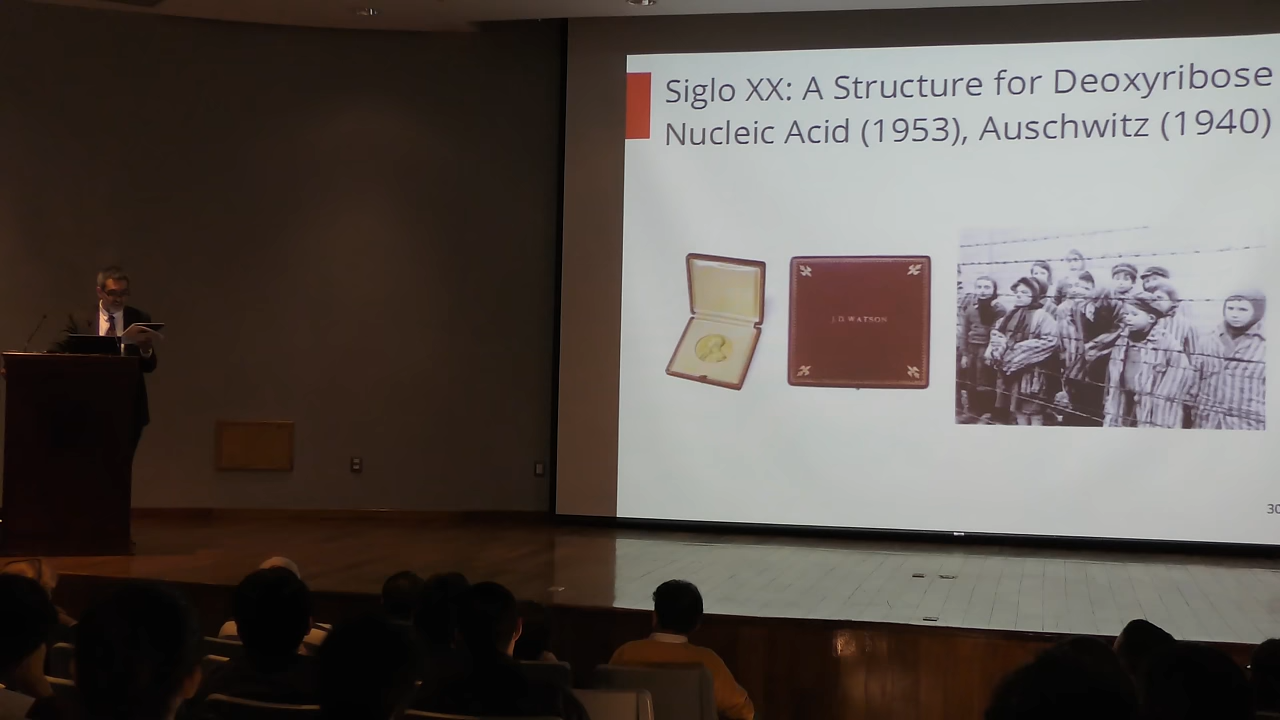 Siglo XX: A Structure for Deoxyribose
Nucleic Acid (1953), Auschwitz (1940)
J. D. WATSON
30